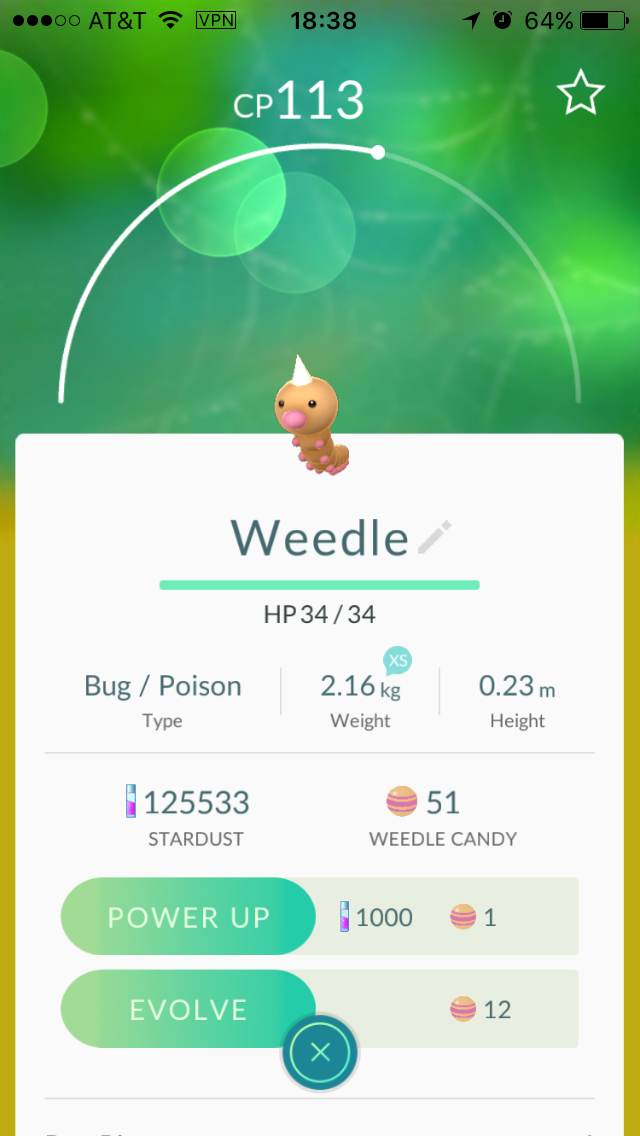 AT&T VPN 18:38 64%
CP113
Weedle
HP 34 / 34
XS
Bug / Poison 2.16 kg 0.23 m
Type Weight Height
125533 51
STARDUST WEEDLE CANDY
POWER UP 1000 1
EVOLVE 12